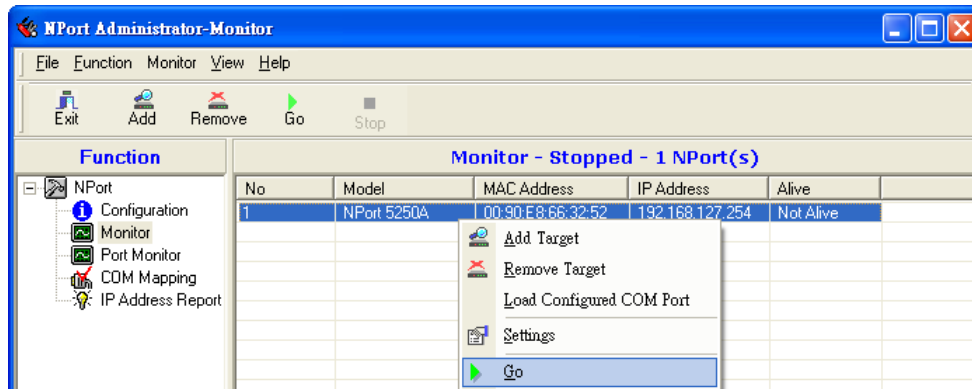 NPort Administrator-Monitor
File Function Monitor View Help
Exit Add Remove Go Stop
Function
Monitor - Stopped - 1 NPort(s)
NPort
Configuration
Monitor
Port Monitor
COM Mapping
IP Address Report
No Model MAC Address IP Address Alive
1 NPort 5250A 00:90:E8:66:32:52 192.168.127.254 Not Alive
Add Target
Remove Target
Load Configured COM Port
Settings
Go